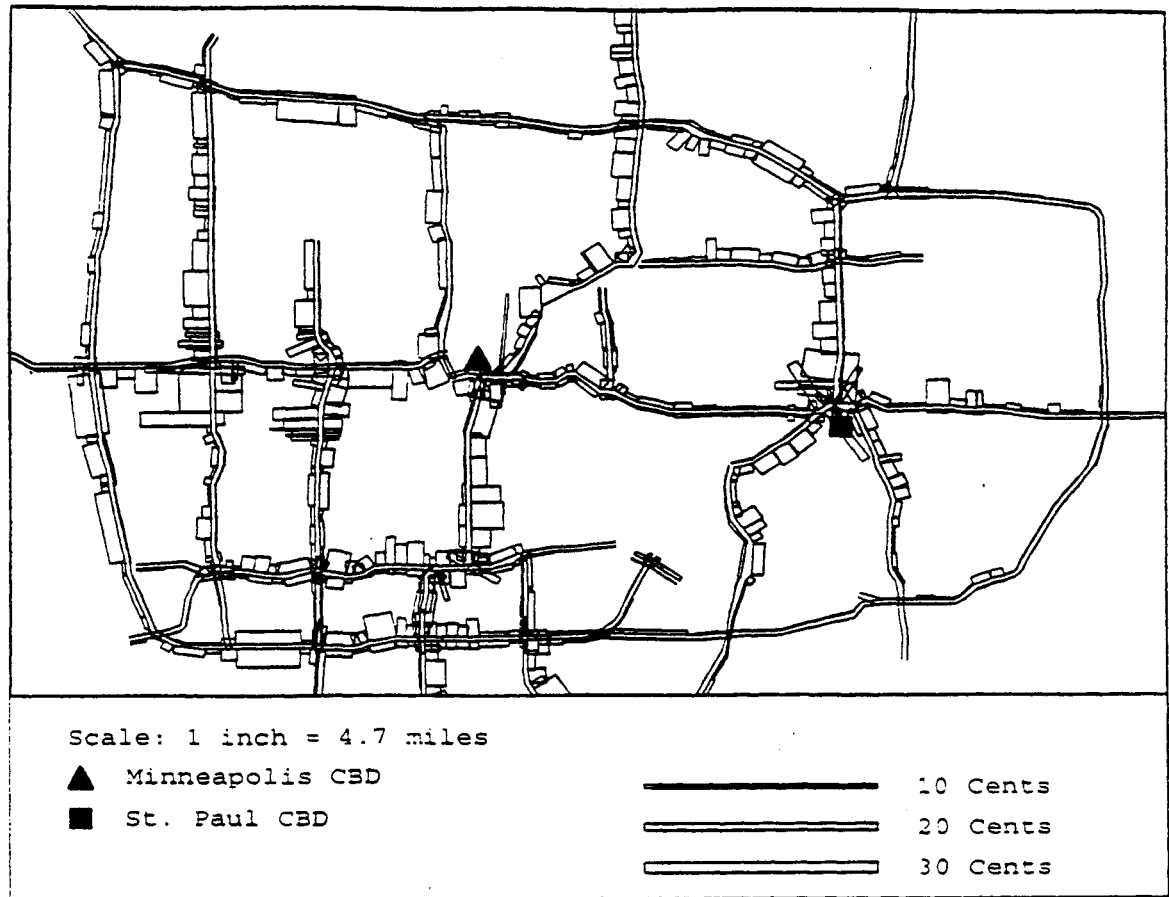 Scale: 1 inch = 4.7 miles
Minneapolis CBD
St. Paul CBD
10 Cents
20 Cents
30 Cents